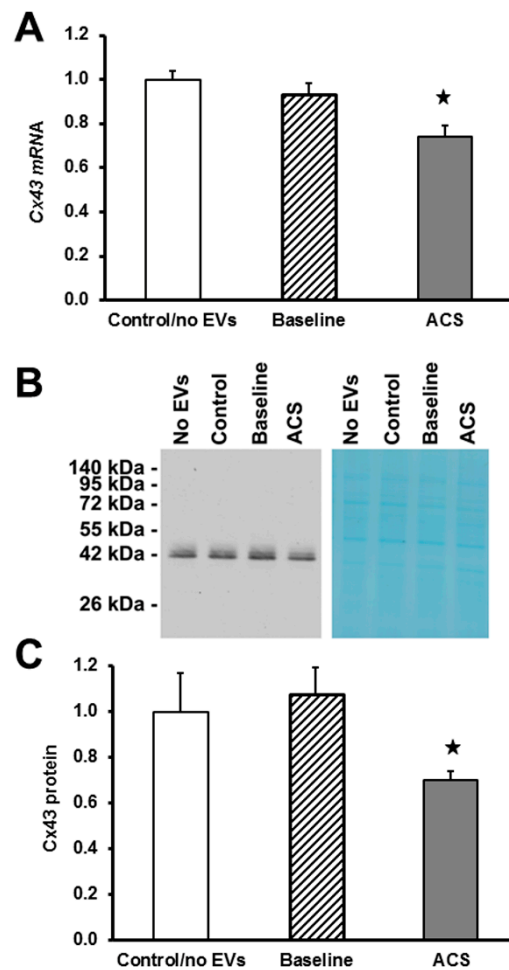 A
1.2
1.0
0.8
0.6
0.4
0.2
0.0
Cx43 mRNA
★
Control/no EVs Baseline ACS
B
No EVs Control Baseline ACS No EVs Control Baseline ACS
140 kDa -
95 kDa -
72 kDa -
55 kDa -
42 kDa -
26 kDa -
C
1.2
1.0
0.8
0.6
0.4
0.2
0.0
Cx43 protein
★
Control/no EVs Baseline ACS